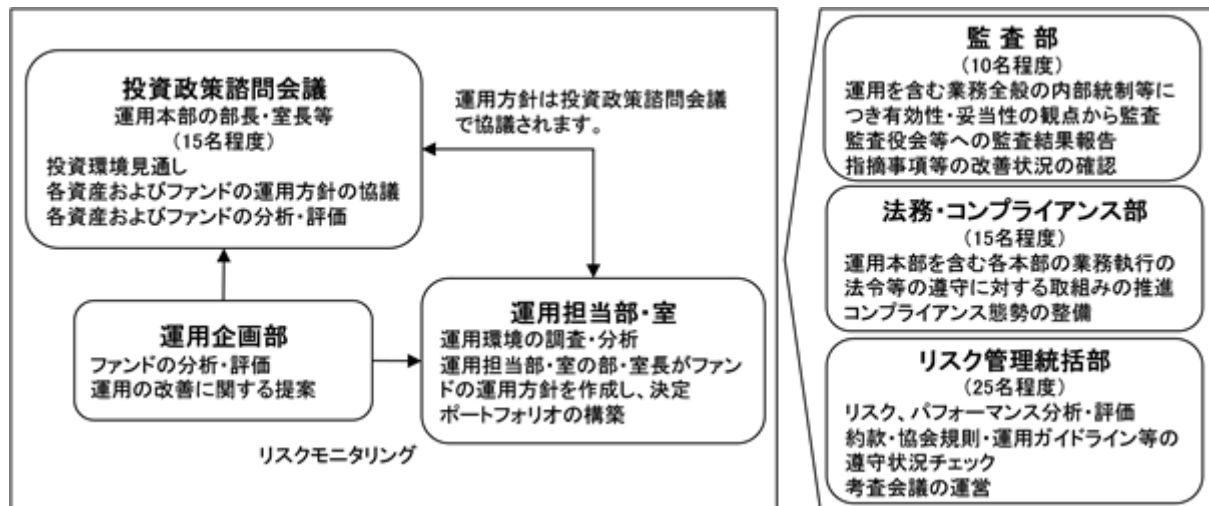 投資政策諮問会議
運用本部の部長・室長等
(15名程度)
投資環境見通し
各資産およびファンドの運用方針の協議
各資産およびファンドの分析・評価
運用方針は投資政策諮問会議
で協議されます。
運用企画部
ファンドの分析・評価
運用の改善に関する提案
運用担当部・室
運用環境の調査・分析
運用担当部・室の部・室長がファン
ドの運用方針を作成し、決定
ポートフォリオの構築
リスクモニタリング
監 査 部
(10名程度)
運用を含む業務全般の内部統制等に
つき有効性・妥当性の観点から監査
監査役会等への監査結果報告
指摘事項等の改善状況の確認
法務・コンプライアンス部
(15名程度)
運用本部を含む各本部の業務執行の
法令等の遵守に対する取組みの推進
コンプライアンス態勢の整備
リスク管理統括部
(25名程度)
リスク、パフォーマンス分析・評価
約款・協会規則・運用ガイドライン等の
遵守状況チェック
考査会議の運営